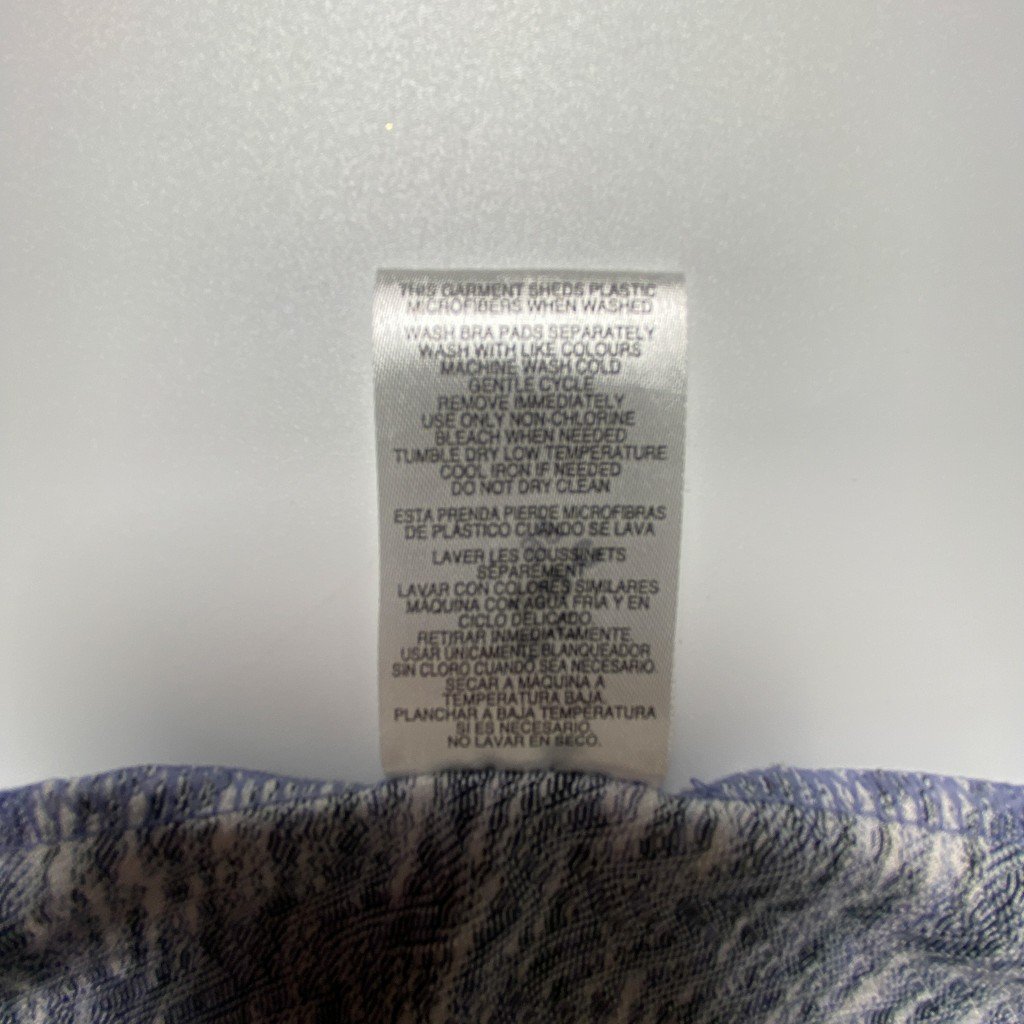 THIS GARMENT SHEDS PLASTIC
MICROFIBERS WHEN WASHED
WASH BRA PADS SEPARATELY
WASH WITH LIKE COLOURS
MACHINE WASH COLD
GENTLE CYCLE
REMOVE IMMEDIATELY
USE ONLY NON-CHLORINE
BLEACH WHEN NEEDED
TUMBLE DRY LOW TEMPERATURE
COOL IRON IF NEEDED
DO NOT DRY CLEAN
ESTA PRENDA PIERDE MICROFIBRAS
DE PLÁSTICO CUANDO SE LAVA
LAVER LES COUSSINETS
SÉPARÉMENT
LAVAR CON COLORES SIMILARES
MAQUINA CON AGUA FRIA Y EN
CICLO DELICADO.
RETIRAR INMEDIATAMENTE.
USAR UNICAMENTE BLANQUEADOR
SIN CLORO CUANDO SEA NECESARIO.
SECAR A MAQUINA A
TEMPERATURA BAJA.
PLANCHAR A BAJA TEMPERATURA
SI ES NECESARIO.
NO LAVAR EN SECO.